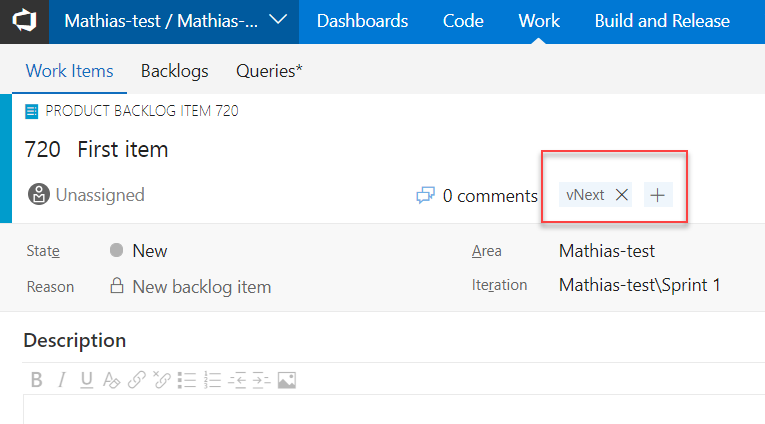 Mathias-test / Mathias-... Dashboards Code Work Build and Release
Work Items Backlogs Queries*
PRODUCT BACKLOG ITEM 720
720 First item
Unassigned 0 comments vNext
State New Area Mathias-test
Reason New backlog item Iteration Mathias-test\Sprint 1
Description
B I U